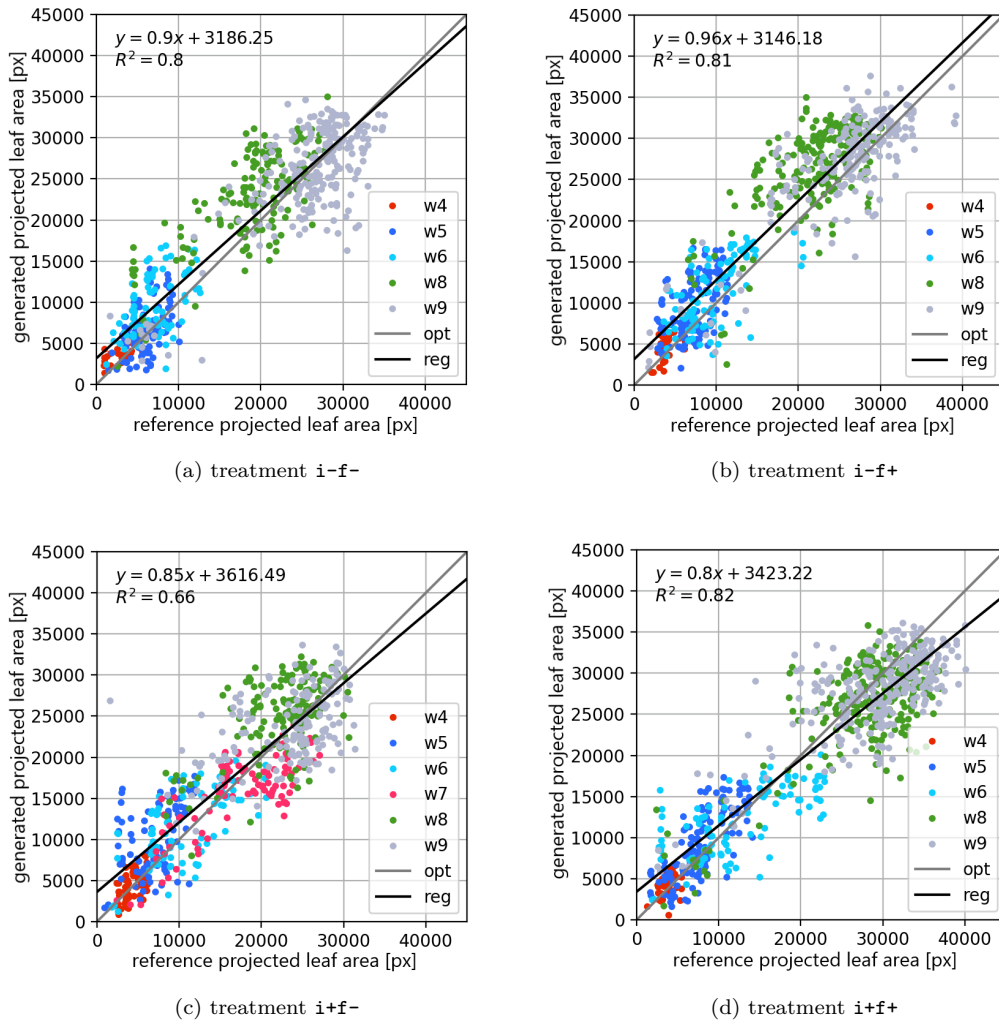 y = 0.9x + 3186.25
R² = 0.8
45000
40000
35000
30000
25000
20000
15000
10000
5000
0
generated projected leaf area [px]
w4
w5
w6
w8
w9
opt
reg
0 10000 20000 30000 40000
reference projected leaf area [px]
(a) treatment i-f-
y = 0.96x + 3146.18
R² = 0.81
45000
40000
35000
30000
25000
20000
15000
10000
5000
0
generated projected leaf area [px]
w4
w5
w6
w8
w9
opt
reg
0 10000 20000 30000 40000
reference projected leaf area [px]
(b) treatment i-f+
y = 0.85x + 3616.49
R² = 0.66
45000
40000
35000
30000
25000
20000
15000
10000
5000
0
generated projected leaf area [px]
w4
w5
w6
w7
w8
w9
opt
reg
0 10000 20000 30000 40000
reference projected leaf area [px]
(c) treatment i+f-
y = 0.8x + 3423.22
R² = 0.82
45000
40000
35000
30000
25000
20000
15000
10000
5000
0
generated projected leaf area [px]
w4
w5
w6
w8
w9
opt
reg
0 10000 20000 30000 40000
reference projected leaf area [px]
(d) treatment i+f+